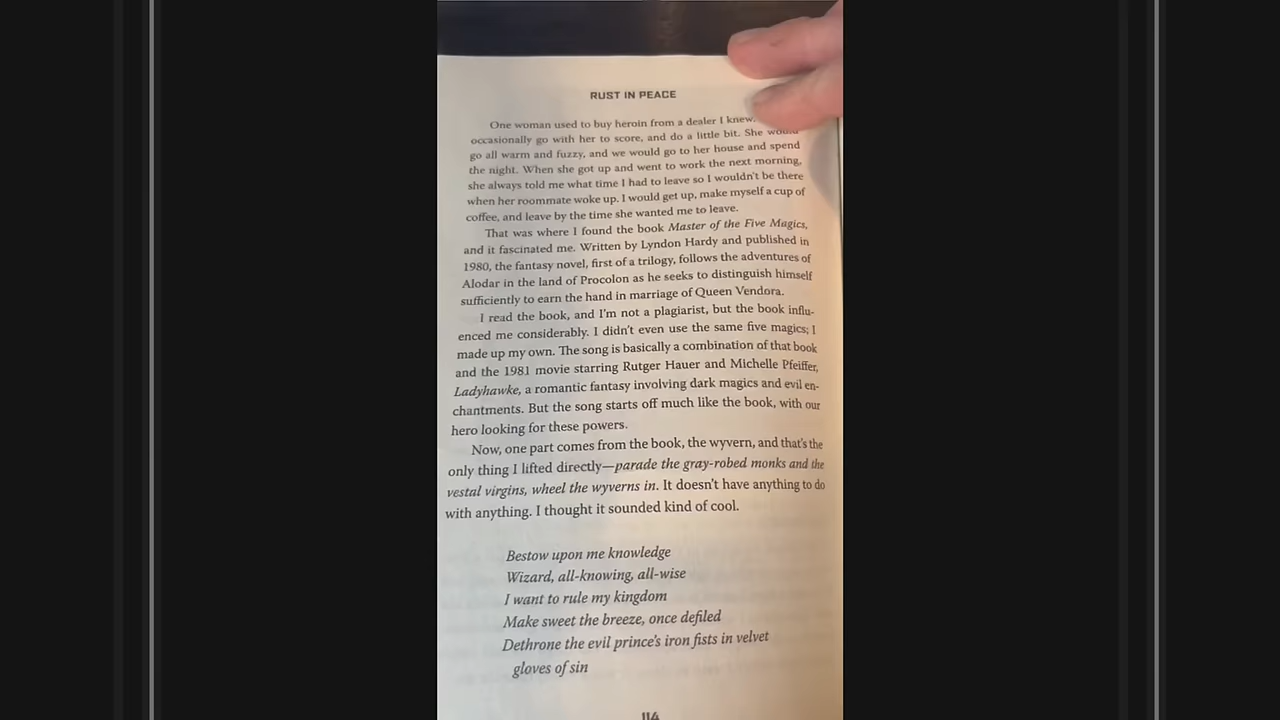 RUST IN PEACE
One woman used to buy heroin from a dealer I knew.
occasionally go with her to score, and do a little bit. She would
go all warm and fuzzy, and we would go to her house and spend
the night. When she got up and went to work the next morning,
she always told me what time I had to leave so I wouldn't be there
when her roommate woke up. I would get up, make myself a cup of
coffee, and leave by the time she wanted me to leave.
That was where I found the book Master of the Five Magics,
and it fascinated me. Written by Lyndon Hardy and published in
1980, the fantasy novel, first of a trilogy, follows the adventures of
Alodar in the land of Procolon as he seeks to distinguish himself
sufficiently to earn the hand in marriage of Queen Vendora.
I read the book, and I'm not a plagiarist, but the book influ-
enced me considerably. I didn't even use the same five magics; I
made up my own. The song is basically a combination of that book
and the 1981 movie starring Rutger Hauer and Michelle Pfeiffer,
Ladyhawke, a romantic fantasy involving dark magics and evil en-
chantments. But the song starts off much like the book, with our
hero looking for these powers.
Now, one part comes from the book, the wyvern, and that's the
only thing I lifted directly—parade the gray-robed monks and the
vestal virgins, wheel the wyverns in. It doesn't have anything to do
with anything. I thought it sounded kind of cool.
Bestow upon me knowledge
Wizard, all-knowing, all-wise
I want to rule my kingdom
Make sweet the breeze, once defiled
Dethrone the evil prince's iron fists in velvet
gloves of sin
114